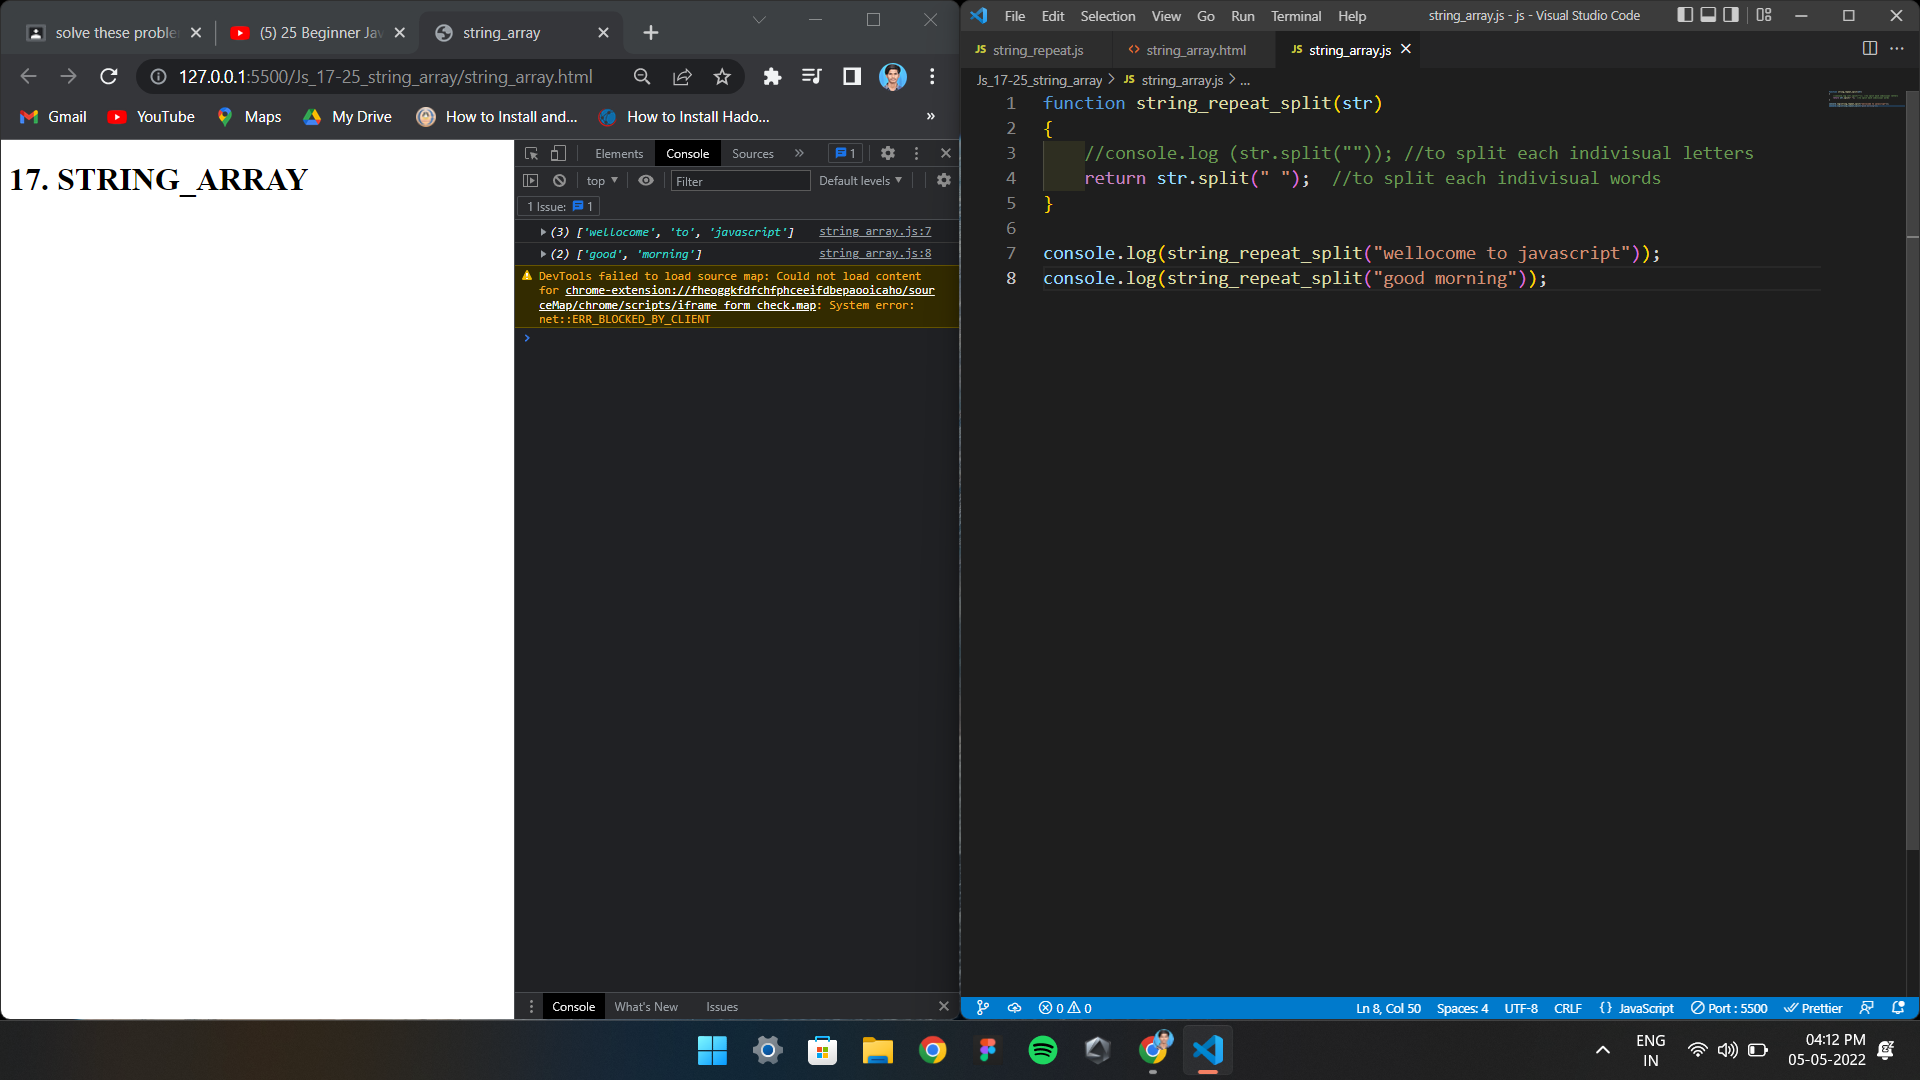 solve these proble
(5) 25 Beginner Jav
string_array
127.0.0.1:5500/Js_17-25_string_array/string_array.html
Gmail
YouTube
Maps
My Drive
How to Install and...
How to Install Hado...
»
17. STRING_ARRAY
Elements
Console
Sources
»
1
top
Filter
Default levels
1 Issue: 1
(3) ['wellocome', 'to', 'javascript'] string_array.js:7
(2) ['good', 'morning'] string_array.js:8
DevTools failed to load source map: Could not load content
for chrome-extension://fheoggkfdfchfphceeifdbepaooicaho/sour
ceMap/chrome/scripts/iframe_form_check.map: System error:
net::ERR_BLOCKED_BY_CLIENT
>
Console
What's New
Issues
File
Edit
Selection
View
Go
Run
Terminal
Help
string_array.js - js - Visual Studio Code
JS string_repeat.js
<> string_array.html
JS string_array.js
Js_17-25_string_array > JS string_array.js > ...
1 function string_repeat_split(str)
2 {
3 //console.log (str.split("")); //to split each indivisual letters
4 return str.split(" "); //to split each indivisual words
5 }
6
7 console.log(string_repeat_split("wellocome to javascript"));
8 console.log(string_repeat_split("good morning"));
0 0
Ln 8, Col 50
Spaces: 4
UTF-8
CRLF
{} JavaScript
Port : 5500
Prettier
ENG
IN
04:12 PM
05-05-2022